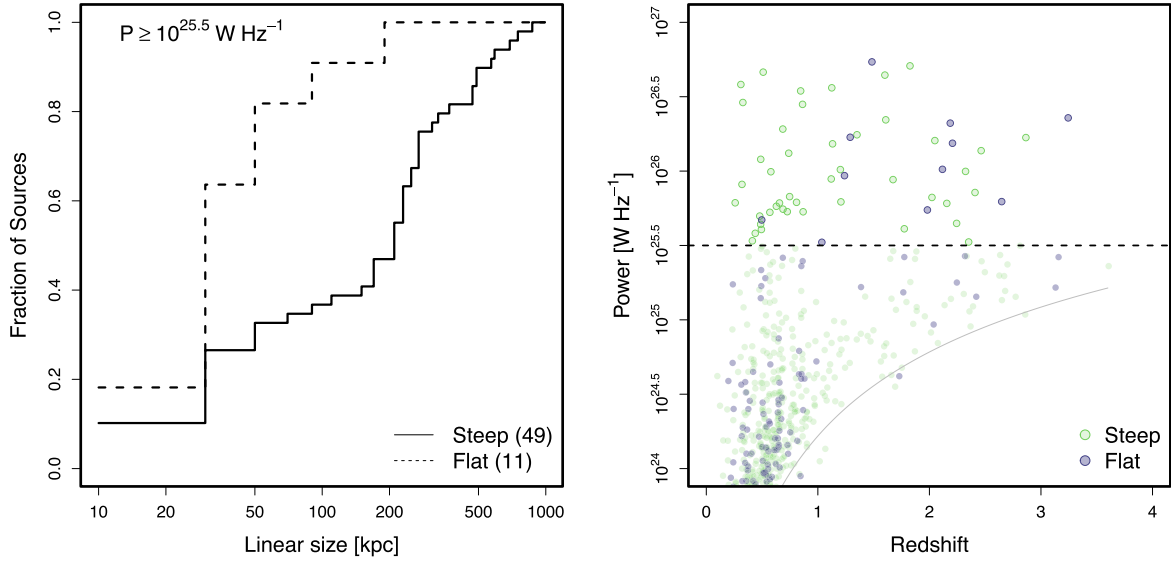 P ≥ 10^25.5 W Hz^−1
Fraction of Sources
1.0
0.8
0.6
0.4
0.2
0.0
Steep (49)
Flat (11)
10 20 50 100 200 500 1000
Linear size [kpc]
Power [W Hz^−1]
10^27
10^26.5
10^26
10^25.5
10^25
10^24.5
10^24
Steep
Flat
0 1 2 3 4
Redshift